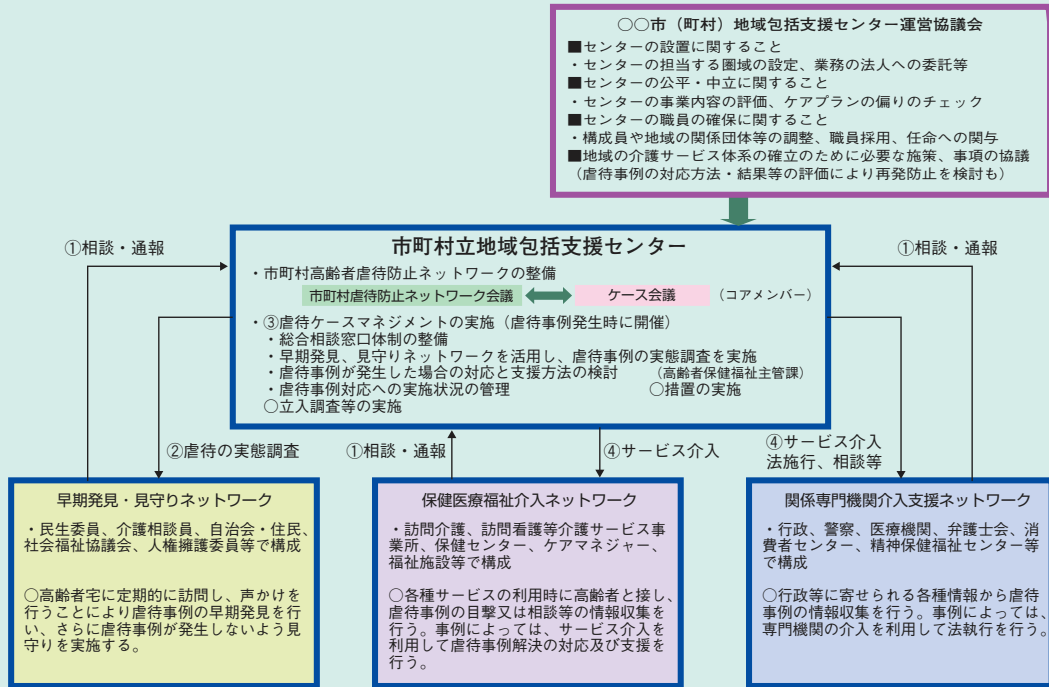 ○○市（町村）地域包括支援センター運営協議会
■センターの設置に関すること
・センターの担当する圏域の設定、業務の法人への委託等
■センターの公平・中立に関すること
・センターの事業内容の評価、ケアプランの偏りのチェック
■センターの職員の確保に関すること
・構成員や地域の関係団体等の調整、職員採用、任命への関与
■地域の介護サービス体系の確立のために必要な施策、事項の協議
（虐待事例の対応方法・結果等の評価により再発防止を検討も）
①相談・通報
市町村立地域包括支援センター
①相談・通報
・市町村高齢者虐待防止ネットワークの整備
市町村虐待防止ネットワーク会議
ケース会議
（コアメンバー）
・③虐待ケースマネジメントの実施（虐待事例発生時に開催）
・総合相談窓口体制の整備
・早期発見、見守りネットワークを活用し、虐待事例の実態調査を実施
・虐待事例が発生した場合の対応と支援方法の検討 （高齢者保健福祉主管課）
・虐待事例対応への実施状況の管理 ○措置の実施
○立入調査等の実施
②虐待の実態調査
①相談・通報
④サービス介入
④サービス介入
法施行、相談等
早期発見・見守りネットワーク
・民生委員、介護相談員、自治会・住民、
社会福祉協議会、人権擁護委員等で構成
○高齢者宅に定期的に訪問し、声かけを
行うことにより虐待事例の早期発見を行
い、さらに虐待事例が発生しないよう見
守りを実施する。
保健医療福祉介入ネットワーク
・訪問介護、訪問看護等介護サービス事
業所、保健センター、ケアマネジャー、
福祉施設等で構成
○各種サービスの利用時に高齢者と接し、
虐待事例の目撃又は相談等の情報収集を
行う。事例によっては、サービス介入を
利用して虐待事例解決の対応及び支援を
行う。
関係専門機関介入支援ネットワーク
・行政、警察、医療機関、弁護士会、消
費者センター、精神保健福祉センター等
で構成
○行政等に寄せられる各種情報から虐待
事例の情報収集を行う。事例によっては、
専門機関の介入を利用して法執行を行う。